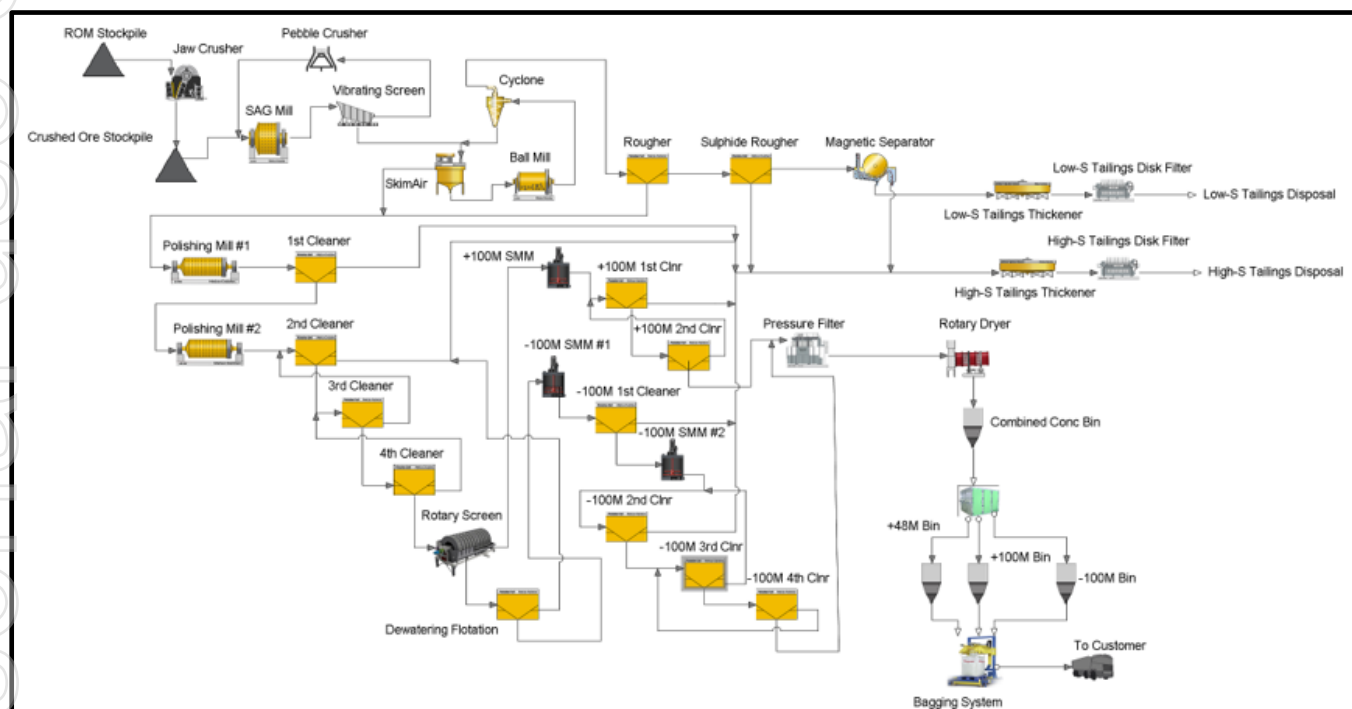 ROM Stockpile
Jaw Crusher
Pebble Crusher
Vibrating Screen
SAG Mill
Crushed Ore Stockpile
Cyclone
SkimAir
Ball Mill
Rougher
Sulphide Rougher
Magnetic Separator
Low-S Tailings Disk Filter
Low-S Tailings Disposal
Low-S Tailings Thickener
High-S Tailings Disk Filter
High-S Tailings Disposal
High-S Tailings Thickener
Polishing Mill #1
1st Cleaner
+100M SMM
+100M 1st Clnr
Polishing Mill #2
2nd Cleaner
+100M 2nd Clnr
Pressure Filter
Rotary Dryer
-100M SMM #1
3rd Cleaner
-100M 1st Cleaner
-100M SMM #2
Combined Conc Bin
4th Cleaner
-100M 2nd Clnr
Rotary Screen
-100M 3rd Clnr
-100M 4th Clnr
Dewatering Flotation
+48M Bin
+100M Bin
-100M Bin
To Customer
Bagging System